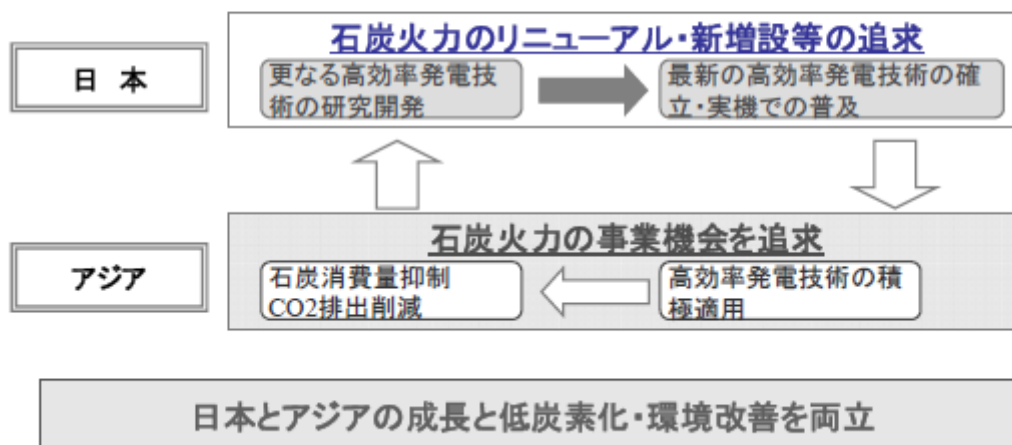 石炭火力のリニューアル・新増設等の追求
日 本
更なる高効率発電技
術の研究開発
最新の高効率発電技術の確
立・実機での普及
石炭火力の事業機会を追求
アジア
石炭消費量抑制
CO2排出削減
高効率発電技術の積
極適用
日本とアジアの成長と低炭素化・環境改善を両立